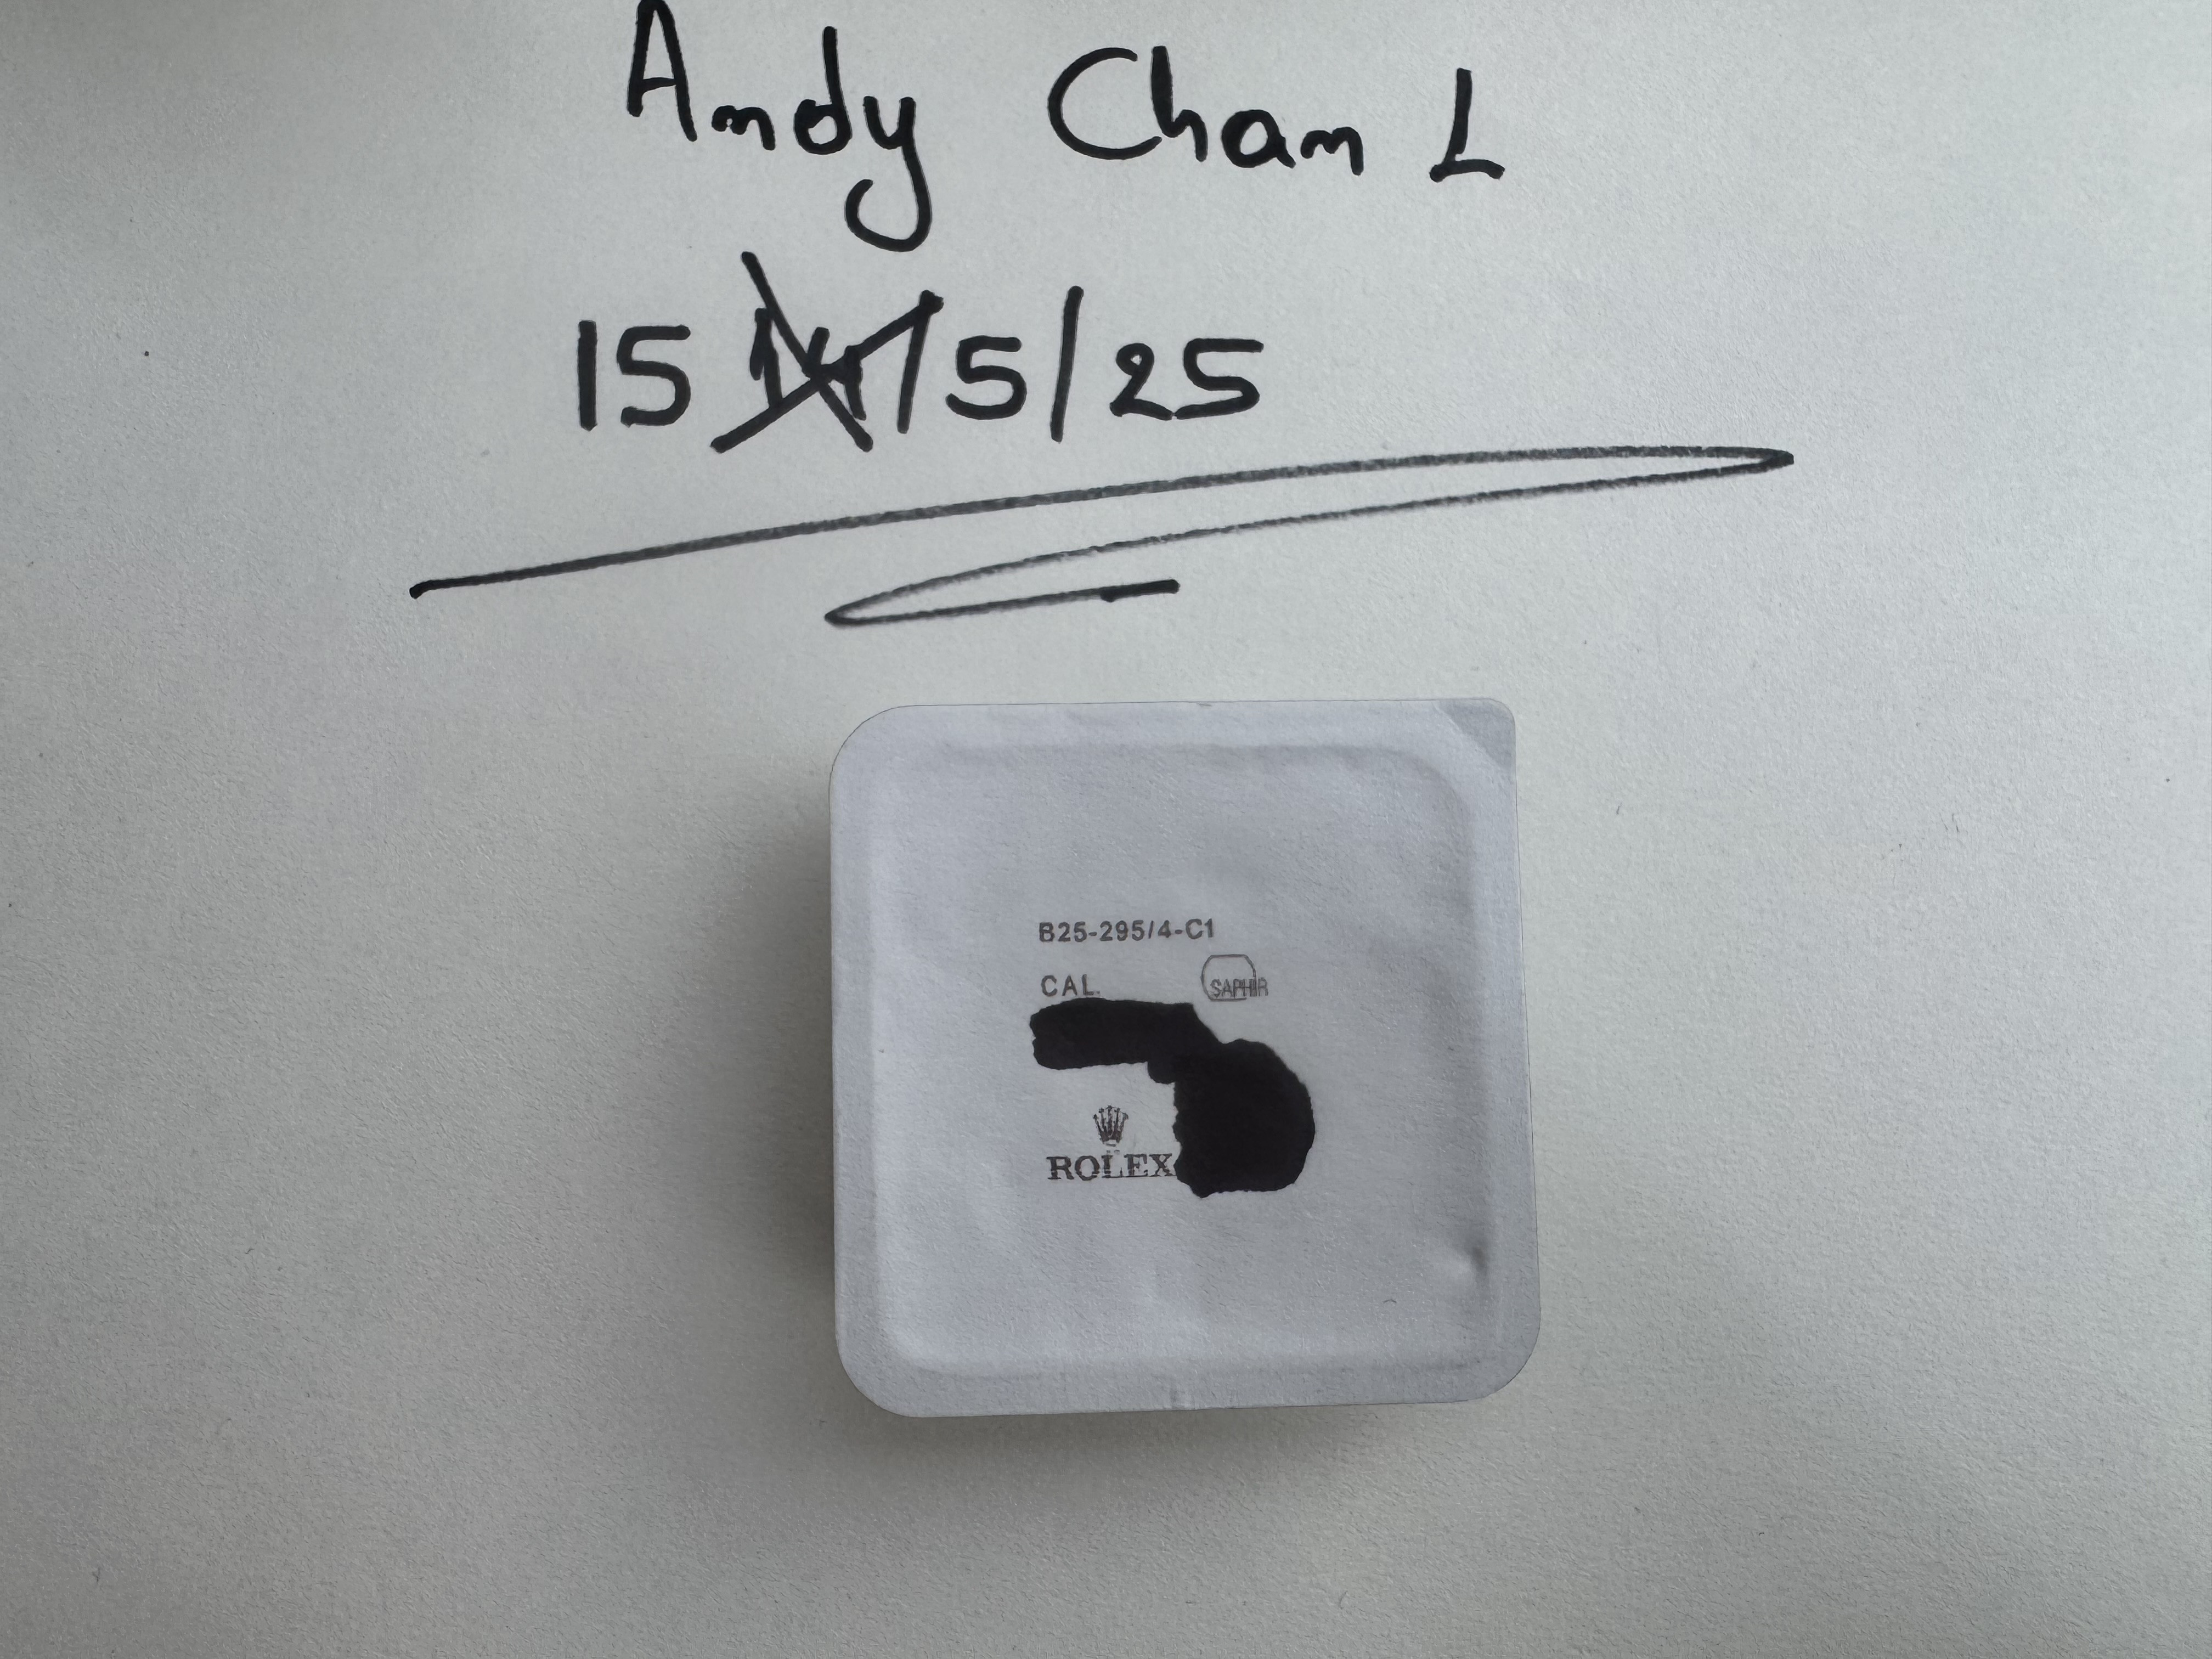 Andy Chan L
15 14/5/25
B25-295/4-C1
CAL. SAPHIR
ROLEX